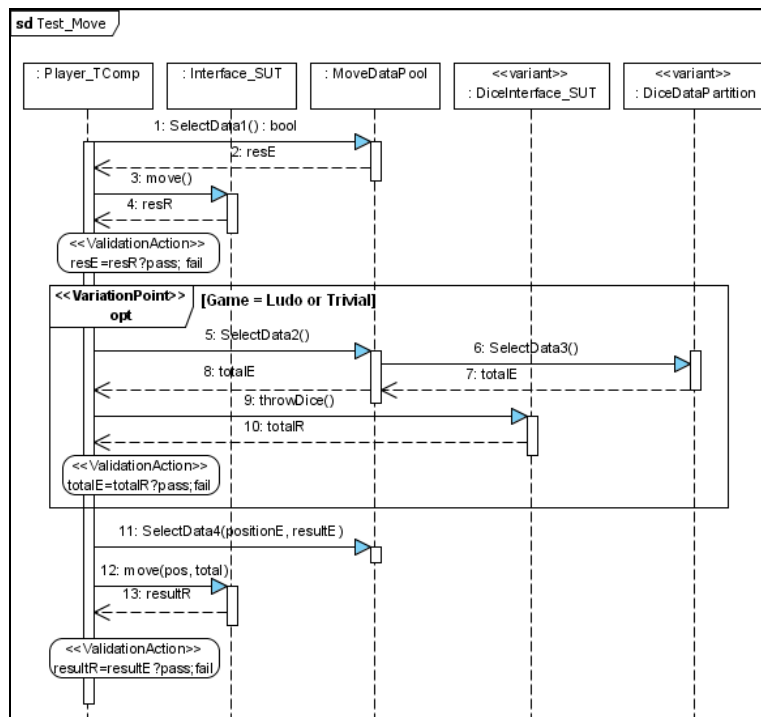 sd Test_Move
: Player_TComp
: Interface_SUT
: MoveDataPool
<<variant>>
: DiceInterface_SUT
<<variant>>
: DiceDataPartition
1: SelectData1() : bool
2: resE
3: move()
4: resR
<<ValidationAction>>
resE=resR?pass; fail
<<VariationPoint>>
opt
[Game = Ludo or Trivial]
5: SelectData2()
6: SelectData3()
7: totalE
8: totalE
9: throwDice()
10: totalR
<<ValidationAction>>
totalE=totalR?pass;fail
11: SelectData4(positionE, resultE)
12: move(pos, total)
13: resultR
<<ValidationAction>>
resultR=resultE?pass;fail